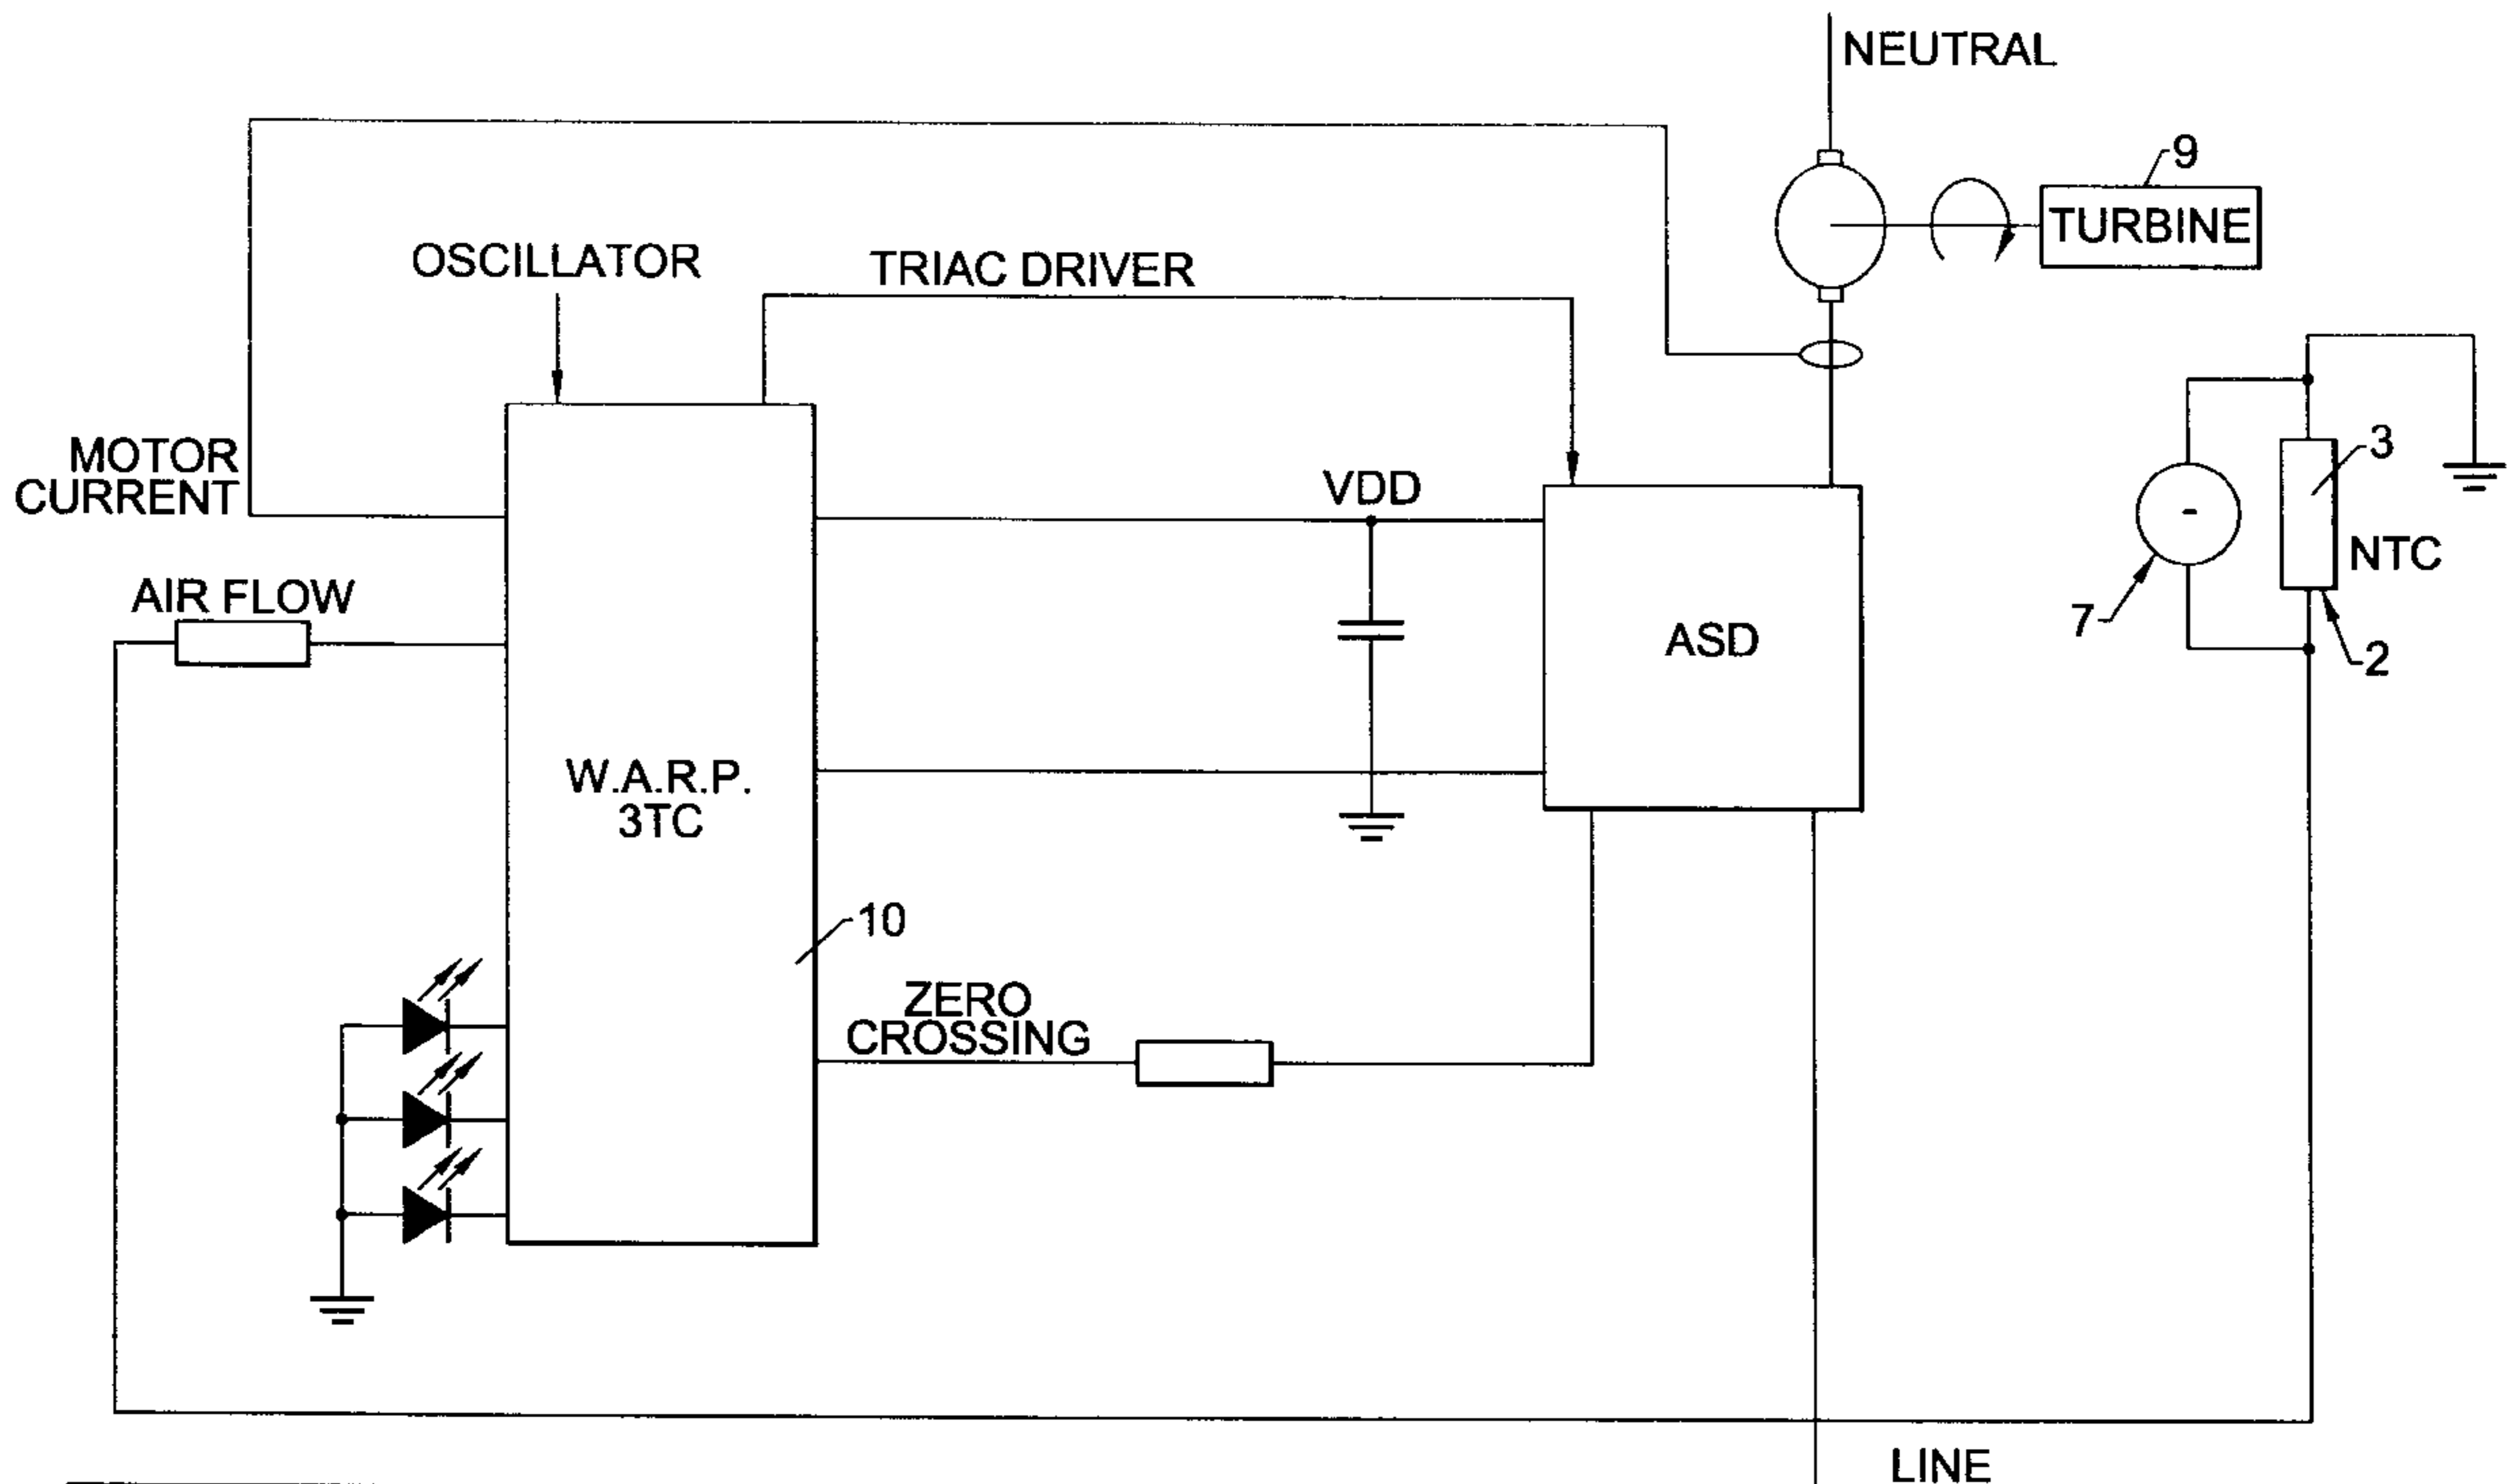 NEUTRAL
9
TURBINE
OSCILLATOR
TRIAC DRIVER
MOTOR
CURRENT
VDD
3
NTC
AIR FLOW
7
2
ASD
W.A.R.P.
3TC
10
ZERO
CROSSING
LINE
-